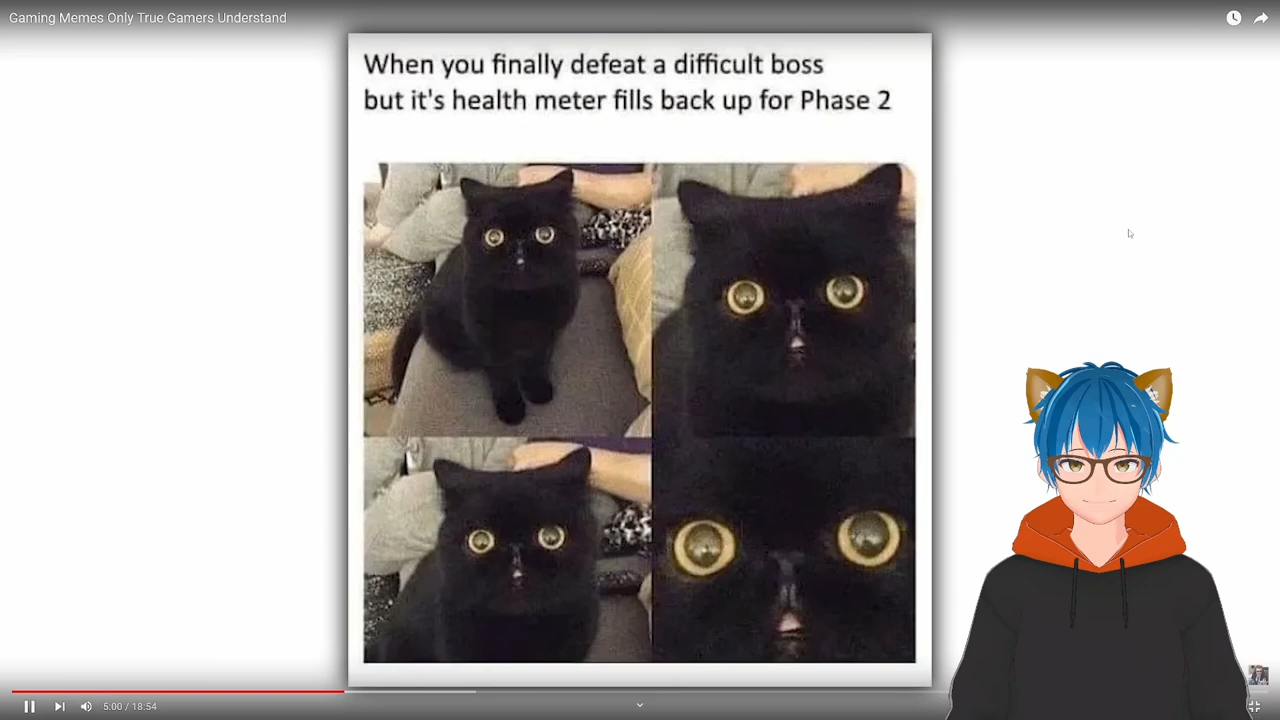 Gaming Memes Only True Gamers Understand
When you finally defeat a difficult boss
but it's health meter fills back up for Phase 2
5:00 / 18:54